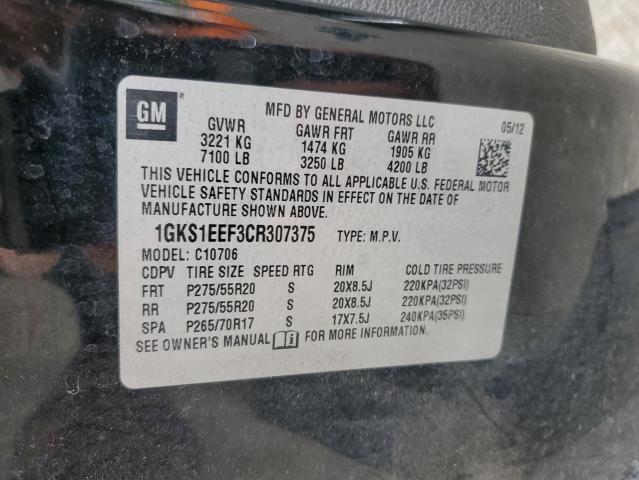 GM
MFD BY GENERAL MOTORS LLC
05/12
GVWR GAWR FRT GAWR RR
3221 KG 1474 KG 1905 KG
7100 LB 3250 LB 4200 LB
THIS VEHICLE CONFORMS TO ALL APPLICABLE U.S. FEDERAL MOTOR
VEHICLE SAFETY STANDARDS IN EFFECT ON THE DATE OF
MANUFACTURE SHOWN ABOVE.
1GKS1EEF3CR307375 TYPE: M.P.V.
MODEL: C10706
CDPV TIRE SIZE SPEED RTG RIM COLD TIRE PRESSURE
FRT P275/55R20 S 20X8.5J 220KPA(32PSI)
RR P275/55R20 S 20X8.5J 220KPA(32PSI)
SPA P265/70R17 S 17X7.5J 240KPA(35PSI)
SEE OWNER'S MANUAL FOR MORE INFORMATION.